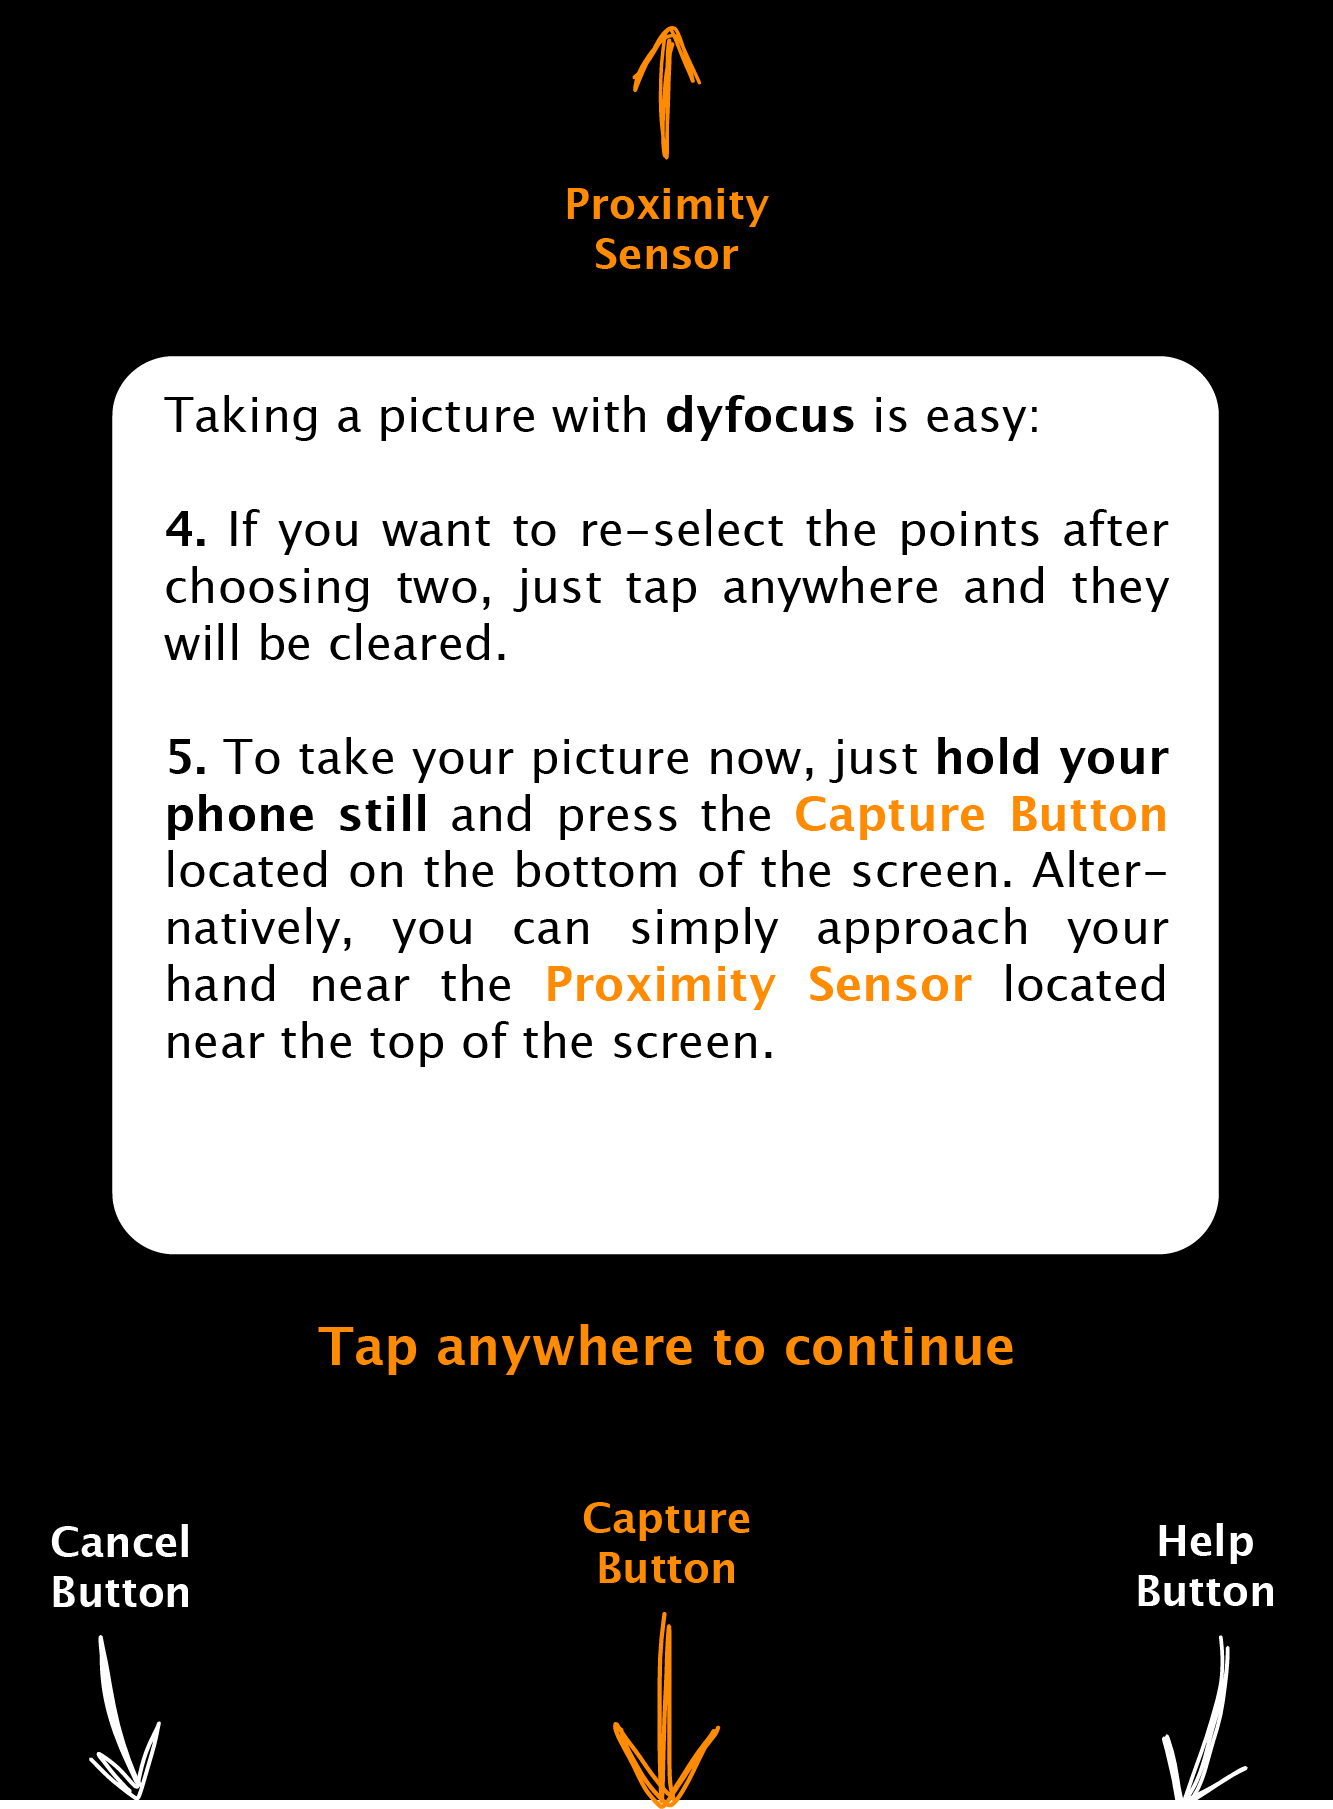 Proximity
Sensor
Taking a picture with dyfocus is easy:
4. If you want to re-select the points after
choosing two, just tap anywhere and they
will be cleared.
5. To take your picture now, just hold your
phone still and press the Capture Button
located on the bottom of the screen. Alter-
natively, you can simply approach your
hand near the Proximity Sensor located
near the top of the screen.
Tap anywhere to continue
Cancel
Button
Capture
Button
Help
Button